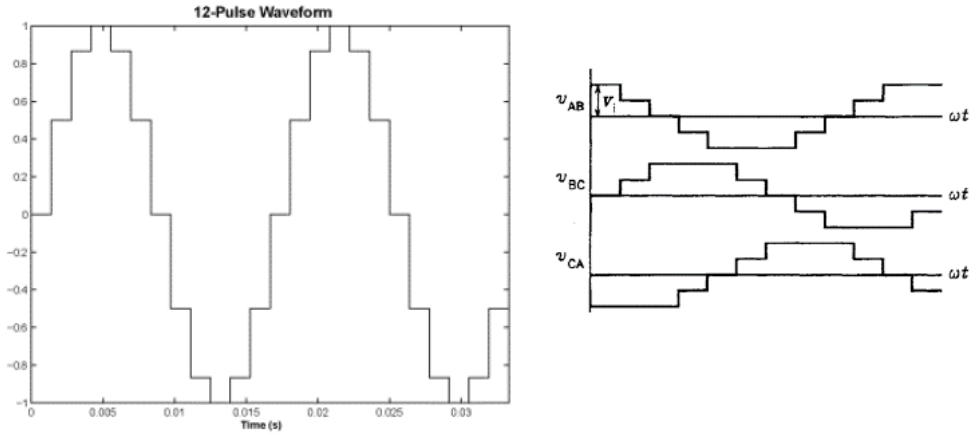 12-Pulse Waveform
1
0.8
0.6
0.4
0.2
0
−0.2
−0.4
−0.6
−0.8
−1
0
0.005
0.01
0.015
0.02
0.025
0.03
Time (s)
v_AB
V_i
ωt
v_BC
ωt
v_CA
ωt